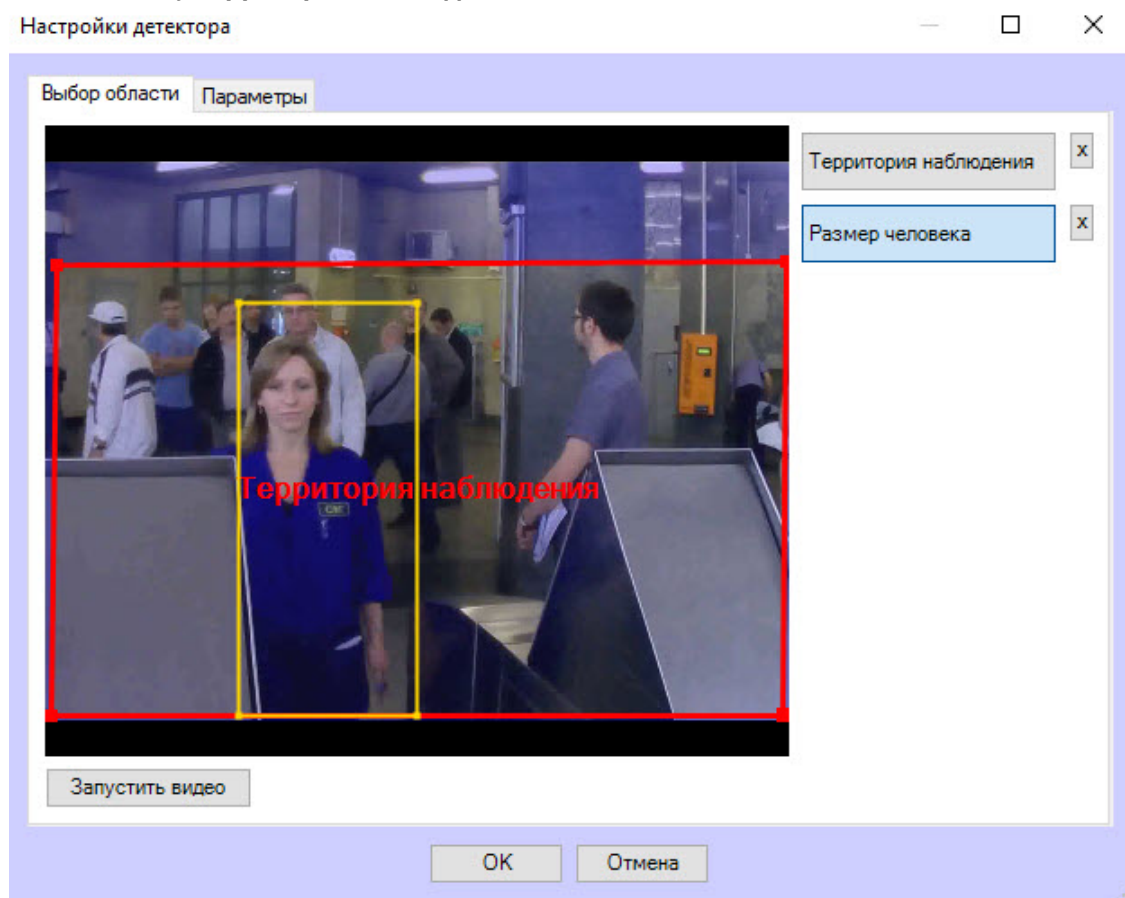 Настройки детектора
Выбор области
Параметры
Территория наблюдения
x
Размер человека
x
Территория наблюдения
Запустить видео
OK
Отмена